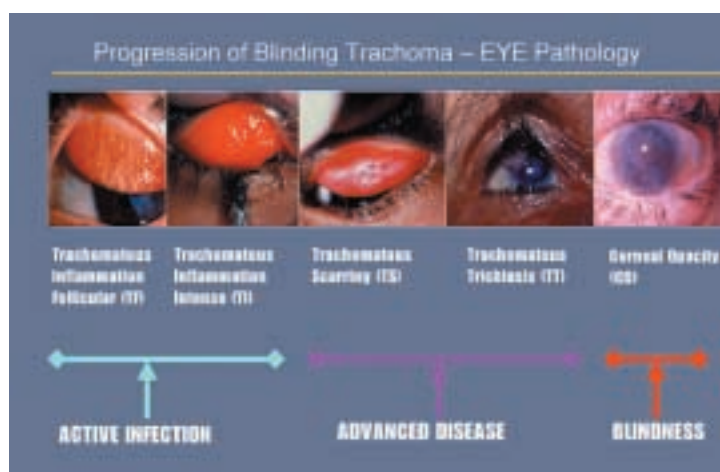 Progression of Blinding Trachoma – EYE Pathology
Trachomatous
Inflammation
Follicular (TF)
Trachomatous
Inflammation
Intense (TI)
Trachomatous
Scarring (TS)
Trachomatous
Trichiasis (TT)
Corneal Opacity
ACTIVE INFECTION
ADVANCED DISEASE
BLINDNESS